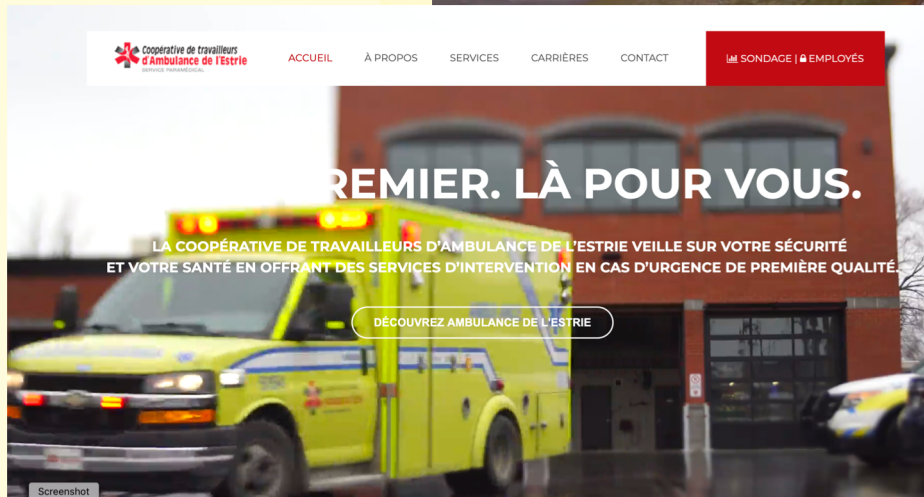 Coopérative de travailleurs
d'Ambulance de l'Estrie
SERVICE PARAMÉDICAL
ACCUEIL
À PROPOS
SERVICES
CARRIÈRES
CONTACT
SONDAGE | EMPLOYÉS
REMIER. LÀ POUR VOUS.
LA COOPÉRATIVE DE TRAVAILLEURS D'AMBULANCE DE L'ESTRIE VEILLE SUR VOTRE SÉCURITÉ
ET VOTRE SANTÉ EN OFFRANT DES SERVICES D'INTERVENTION EN CAS D'URGENCE DE PREMIÈRE QUALITÉ.
DÉCOUVREZ AMBULANCE DE L'ESTRIE
Screenshot